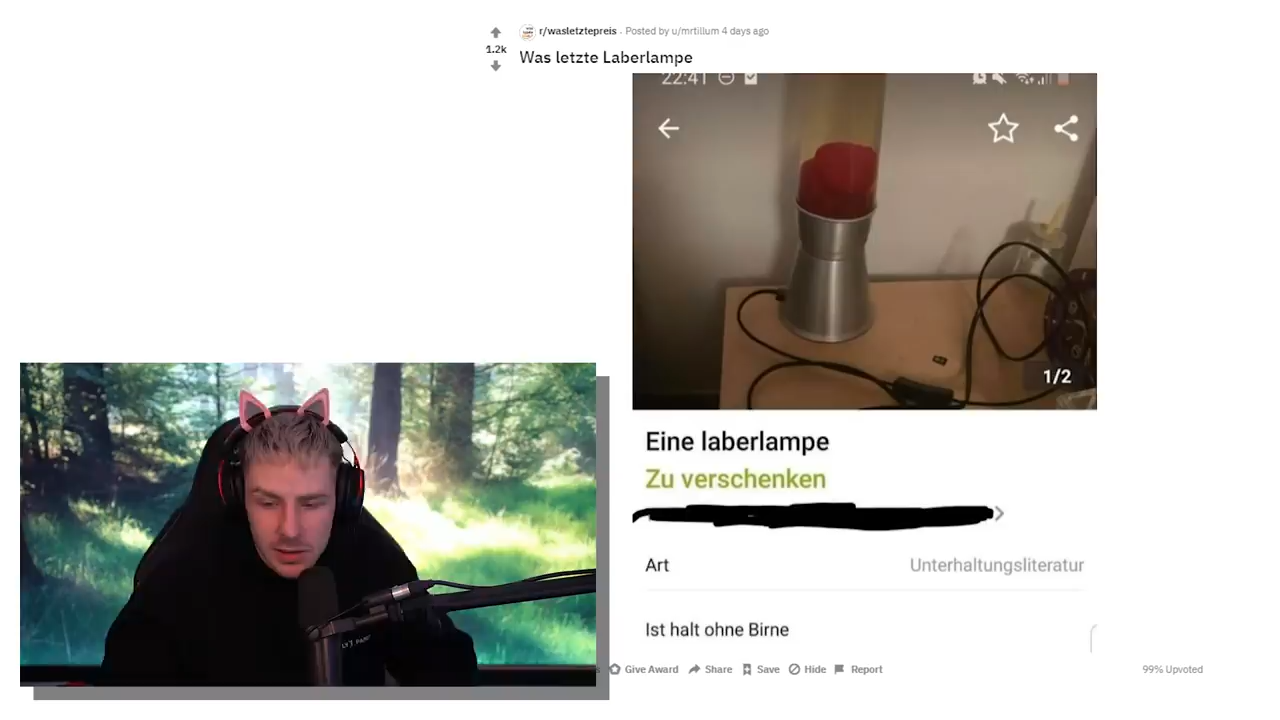 r/wasletztepreis · Posted by u/mrtillum 4 days ago
1.2k
Was letzte Laberlampe
22:41
1/2
Eine laberlampe
Zu verschenken
Art Unterhaltungsliteratur
Ist halt ohne Birne
Give Award Share Save Hide Report 99% Upvoted